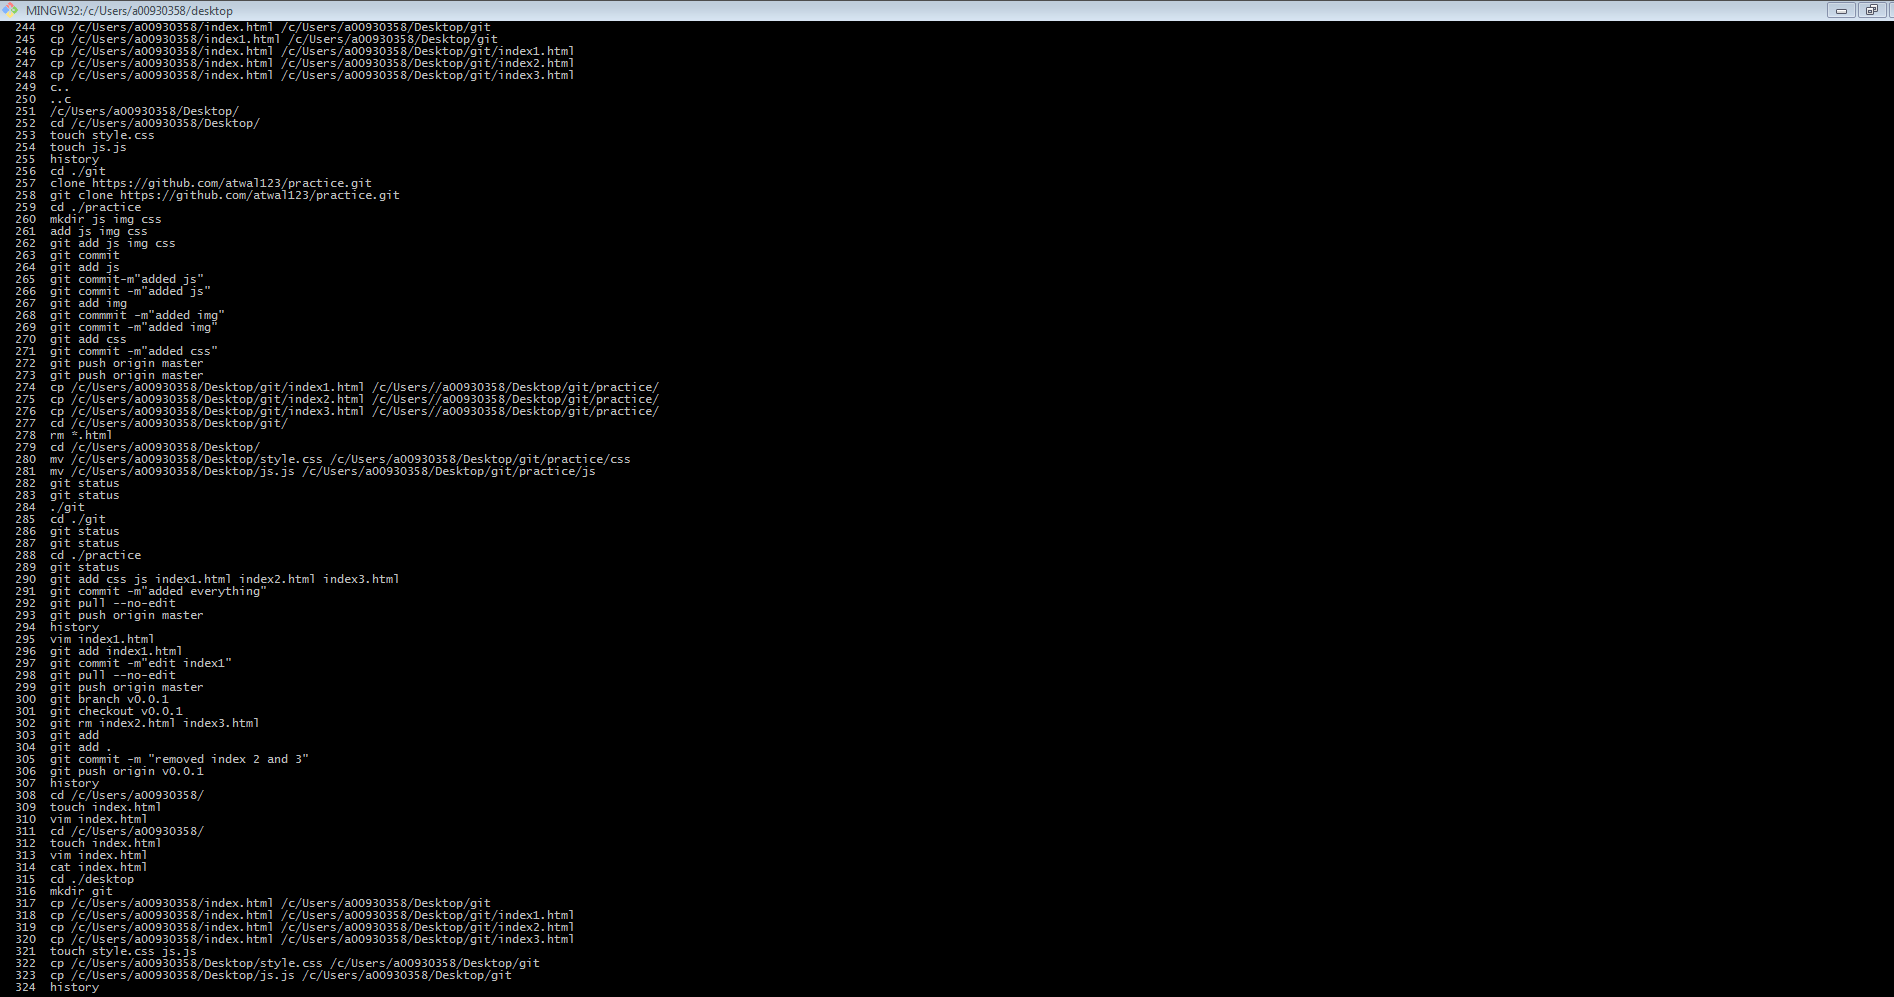 MINGW32:/c/Users/a00930358/desktop
244 cp /c/Users/a00930358/index.html /c/Users/a00930358/Desktop/git
245 cp /c/Users/a00930358/index1.html /c/Users/a00930358/Desktop/git
246 cp /c/Users/a00930358/index.html /c/Users/a00930358/Desktop/git/index1.html
247 cp /c/Users/a00930358/index.html /c/Users/a00930358/Desktop/git/index2.html
248 cp /c/Users/a00930358/index.html /c/Users/a00930358/Desktop/git/index3.html
249 c..
250 ..c
251 /c/Users/a00930358/Desktop/
252 cd /c/Users/a00930358/Desktop/
253 touch style.css
254 touch js.js
255 history
256 cd ./git
257 clone https://github.com/atwal123/practice.git
258 git clone https://github.com/atwal123/practice.git
259 cd ./practice
260 mkdir js img css
261 add js img css
262 git add js img css
263 git commit
264 git add js
265 git commit-m"added js"
266 git commit -m"added js"
267 git add img
268 git commmit -m"added img"
269 git commit -m"added img"
270 git add css
271 git commit -m"added css"
272 git push origin master
273 git push origin master
274 cp /c/Users/a00930358/Desktop/git/index1.html /c/Users//a00930358/Desktop/git/practice/
275 cp /c/Users/a00930358/Desktop/git/index2.html /c/Users//a00930358/Desktop/git/practice/
276 cp /c/Users/a00930358/Desktop/git/index3.html /c/Users//a00930358/Desktop/git/practice/
277 cd /c/Users/a00930358/Desktop/git/
278 rm *.html
279 cd /c/Users/a00930358/Desktop/
280 mv /c/Users/a00930358/Desktop/style.css /c/Users/a00930358/Desktop/git/practice/css
281 mv /c/Users/a00930358/Desktop/js.js /c/Users/a00930358/Desktop/git/practice/js
282 git status
283 git status
284 ./git
285 cd ./git
286 git status
287 git status
288 cd ./practice
289 git status
290 git add css js index1.html index2.html index3.html
291 git commit -m"added everything"
292 git pull --no-edit
293 git push origin master
294 history
295 vim index1.html
296 git add index1.html
297 git commit -m"edit index1"
298 git pull --no-edit
299 git push origin master
300 git branch v0.0.1
301 git checkout v0.0.1
302 git rm index2.html index3.html
303 git add
304 git add .
305 git commit -m "removed index 2 and 3"
306 git push origin v0.0.1
307 history
308 cd /c/Users/a00930358/
309 touch index.html
310 vim index.html
311 cd /c/Users/a00930358/
312 touch index.html
313 vim index.html
314 cat index.html
315 cd ./desktop
316 mkdir git
317 cp /c/Users/a00930358/index.html /c/Users/a00930358/Desktop/git
318 cp /c/Users/a00930358/index.html /c/Users/a00930358/Desktop/git/index1.html
319 cp /c/Users/a00930358/index.html /c/Users/a00930358/Desktop/git/index2.html
320 cp /c/Users/a00930358/index.html /c/Users/a00930358/Desktop/git/index3.html
321 touch style.css js.js
322 cp /c/Users/a00930358/Desktop/style.css /c/Users/a00930358/Desktop/git
323 cp /c/Users/a00930358/Desktop/js.js /c/Users/a00930358/Desktop/git
324 history